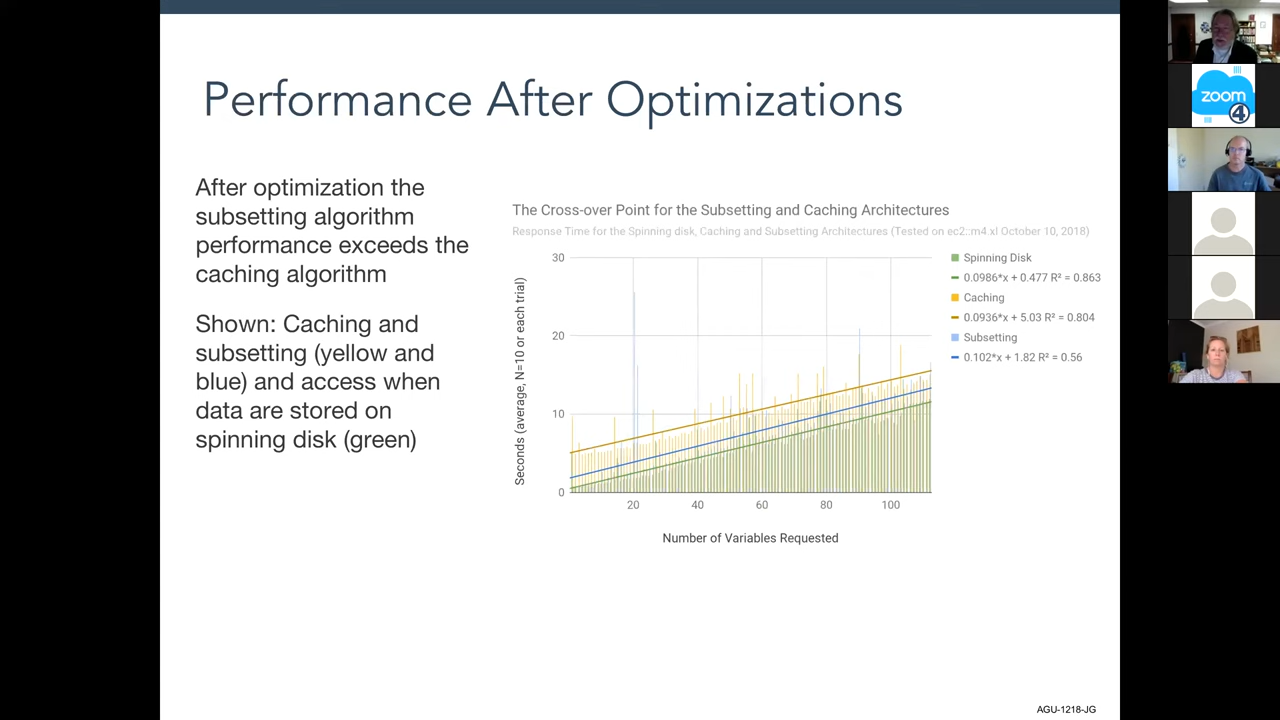 Performance After Optimizations
After optimization the
subsetting algorithm
performance exceeds the
caching algorithm
Shown: Caching and
subsetting (yellow and
blue) and access when
data are stored on
spinning disk (green)
The Cross-over Point for the Subsetting and Caching Architectures
Response Time for the Spinning disk, Caching and Subsetting Architectures (Tested on ec2::m4.xl October 10, 2018)
Seconds (average, N=10 or each trial)
30
20
10
0
20
40
60
80
100
Number of Variables Requested
Spinning Disk
0.0986*x + 0.477 R² = 0.863
Caching
0.0936*x + 5.03 R² = 0.804
Subsetting
0.102*x + 1.82 R² = 0.56
AGU-1218-JG
zoom
4